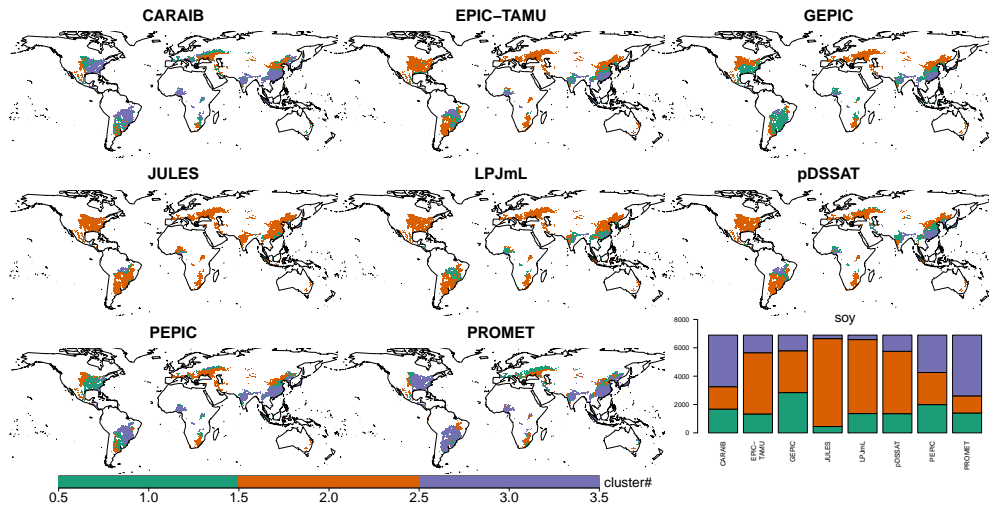 CARAIB
EPIC−TAMU
GEPIC
JULES
LPJmL
pDSSAT
PEPIC
PROMET
soy
8000
6000
4000
2000
0
CARAIB
EPIC−
TAMU
GEPIC
JULES
LPJmL
pDSSAT
PEPIC
PROMET
cluster#
0.5 1.0 1.5 2.0 2.5 3.0 3.5